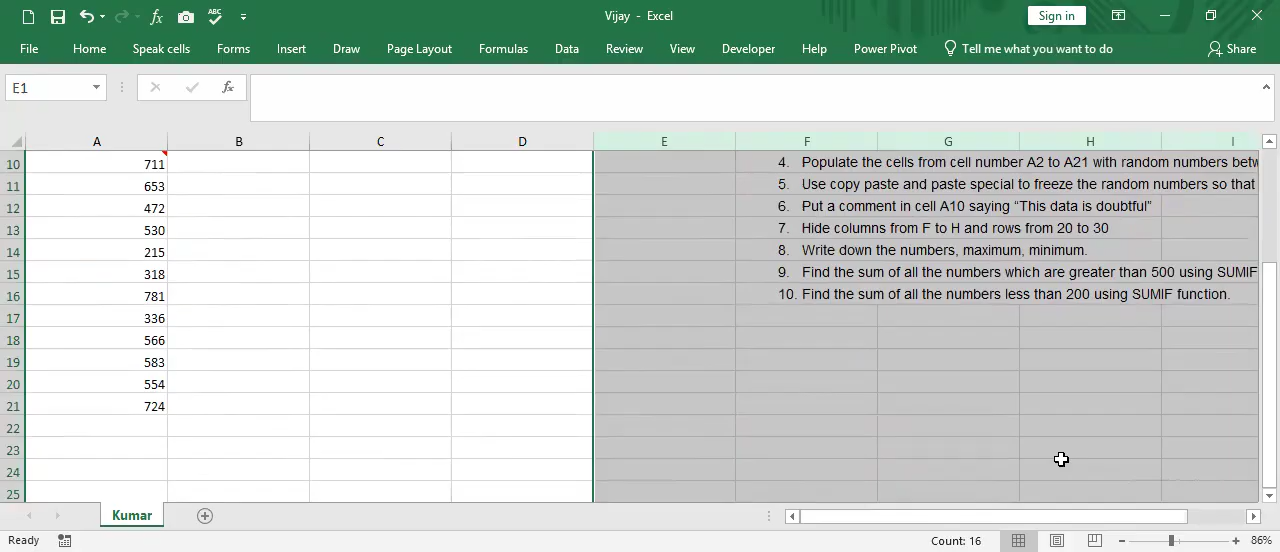 Vijay - Excel
Sign in
File Home Speak cells Forms Insert Draw Page Layout Formulas Data Review View Developer Help Power Pivot Tell me what you want to do Share
E1 fx
A B C D E F G H I
10 711 4. Populate the cells from cell number A2 to A21 with random numbers betw
11 653 5. Use copy paste and paste special to freeze the random numbers so that
12 472 6. Put a comment in cell A10 saying “This data is doubtful”
13 530 7. Hide columns from F to H and rows from 20 to 30
14 215 8. Write down the numbers, maximum, minimum.
15 318 9. Find the sum of all the numbers which are greater than 500 using SUMIF
16 781 10. Find the sum of all the numbers less than 200 using SUMIF function.
17 336
18 566
19 583
20 554
21 724
22
23
24
25
Kumar
Ready Count: 16 86%